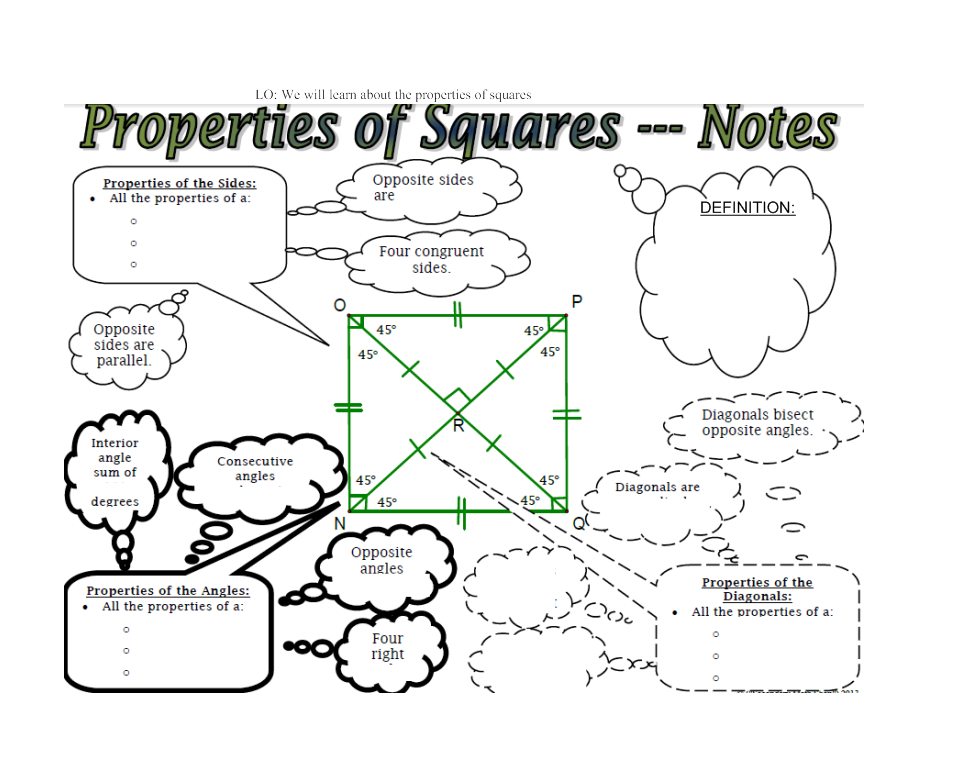 LO: We will learn about the properties of squares
Properties of Squares --- Notes
Properties of the Sides:
• All the properties of a:
○
○
○
Opposite sides
are
Four congruent
sides.
DEFINITION:
Opposite
sides are
parallel.
O
P
45°
45°
45°
45°
R
45°
45°
45°
45°
N
Q
Diagonals bisect
opposite angles.
Interior
angle
sum of
degrees
Consecutive
angles
Diagonals are
Opposite
angles
Four
right
Properties of the Angles:
• All the properties of a:
○
○
○
Properties of the
Diagonals:
• All the properties of a:
○
○
○